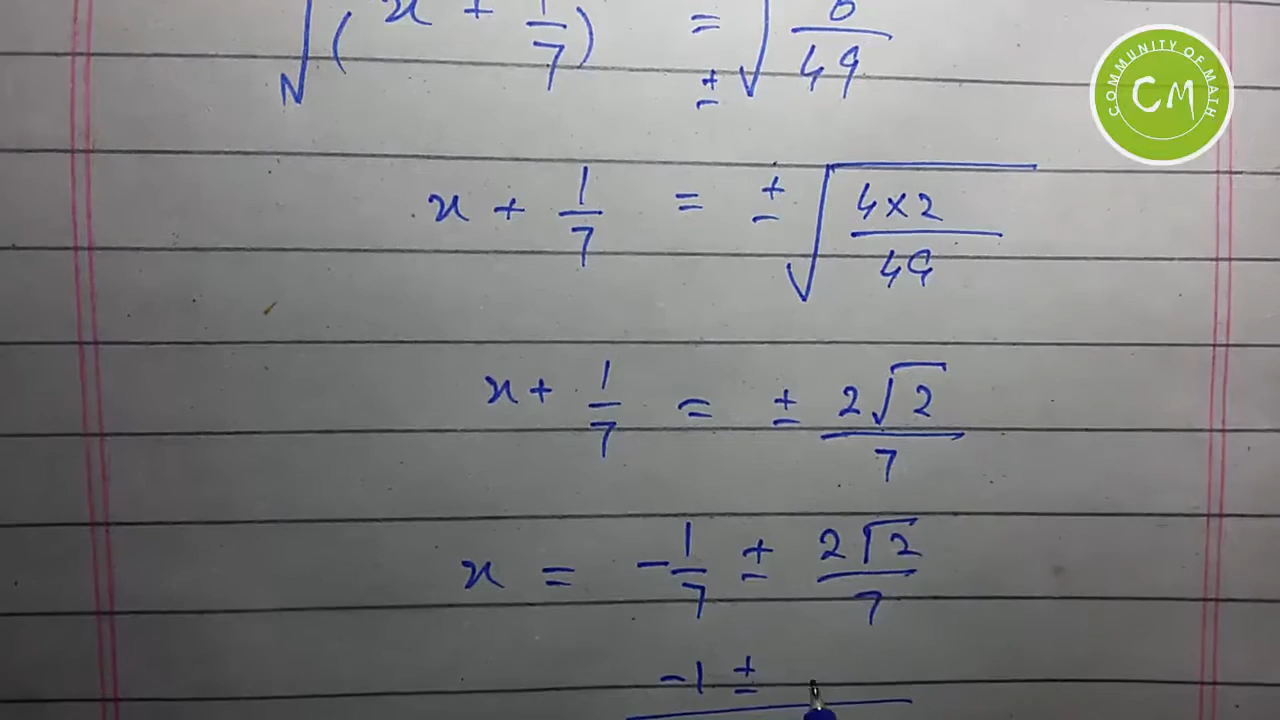 √(x + 1/7) = ± √8/49
x + 1/7 = ± √4×2/49
x + 1/7 = ± 2√2/7
x = -1/7 ± 2√2/7
-1 ±
COMMUNITY OF MATH
CM